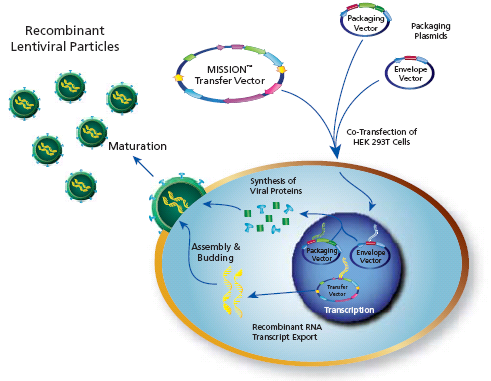 Recombinant
Lentiviral Particles
MISSION™
Transfer Vector
Packaging
Vector
Packaging
Plasmids
Envelope
Vector
Co-Transfection of
HEK 293T Cells
Maturation
Synthesis of
Viral Proteins
Assembly &
Budding
Packaging
Vector
Envelope
Vector
Transfer
Vector
Transcription
Recombinant RNA
Transcript Export